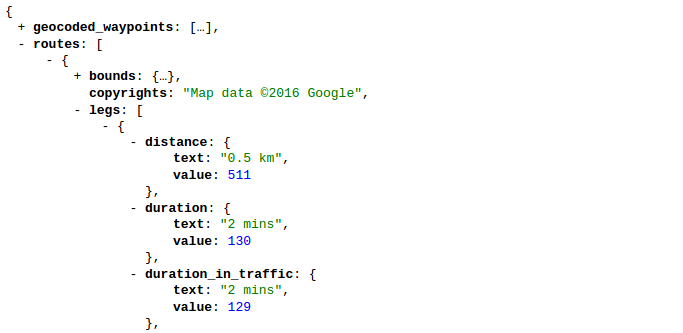 {
+ geocoded_waypoints: […],
- routes: [
- {
+ bounds: {…},
copyrights: "Map data ©2016 Google",
- legs: [
- {
- distance: {
text: "0.5 km",
value: 511
},
- duration: {
text: "2 mins",
value: 130
},
- duration_in_traffic: {
text: "2 mins",
value: 129
},